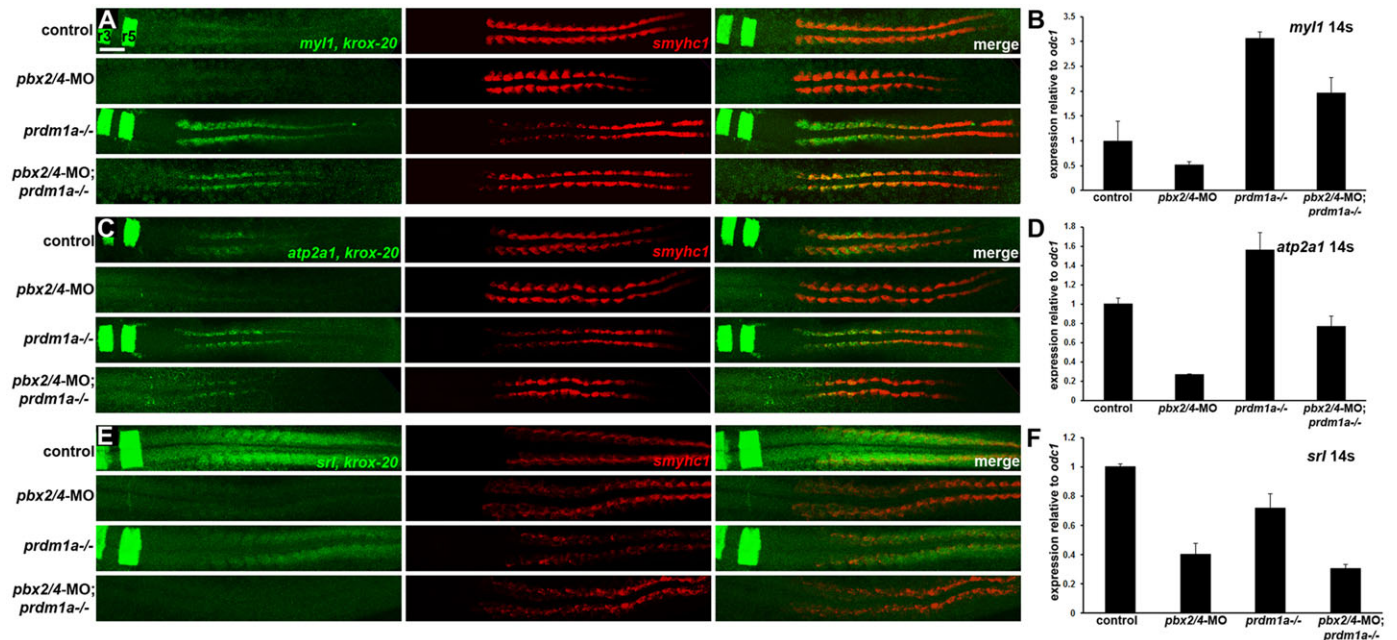 A
control
r3 r5
myl1, krox-20
smyhc1
merge
pbx2/4-MO
prdm1a-/-
pbx2/4-MO;
prdm1a-/-
B
myl1 14s
expression relative to odc1
3.5
3
2.5
2
1.5
1
0.5
0
control
pbx2/4-MO
prdm1a-/-
pbx2/4-MO;
prdm1a-/-
C
control
atp2a1, krox-20
smyhc1
merge
pbx2/4-MO
prdm1a-/-
pbx2/4-MO;
prdm1a-/-
D
atp2a1 14s
expression relative to odc1
1.8
1.6
1.4
1.2
1
0.8
0.6
0.4
0.2
0
control
pbx2/4-MO
prdm1a-/-
pbx2/4-MO;
prdm1a-/-
E
control
srl, krox-20
smyhc1
merge
pbx2/4-MO
prdm1a-/-
pbx2/4-MO;
prdm1a-/-
F
srl 14s
expression relative to odc1
1.2
1
0.8
0.6
0.4
0.2
0
control
pbx2/4-MO
prdm1a-/-
pbx2/4-MO;
prdm1a-/-